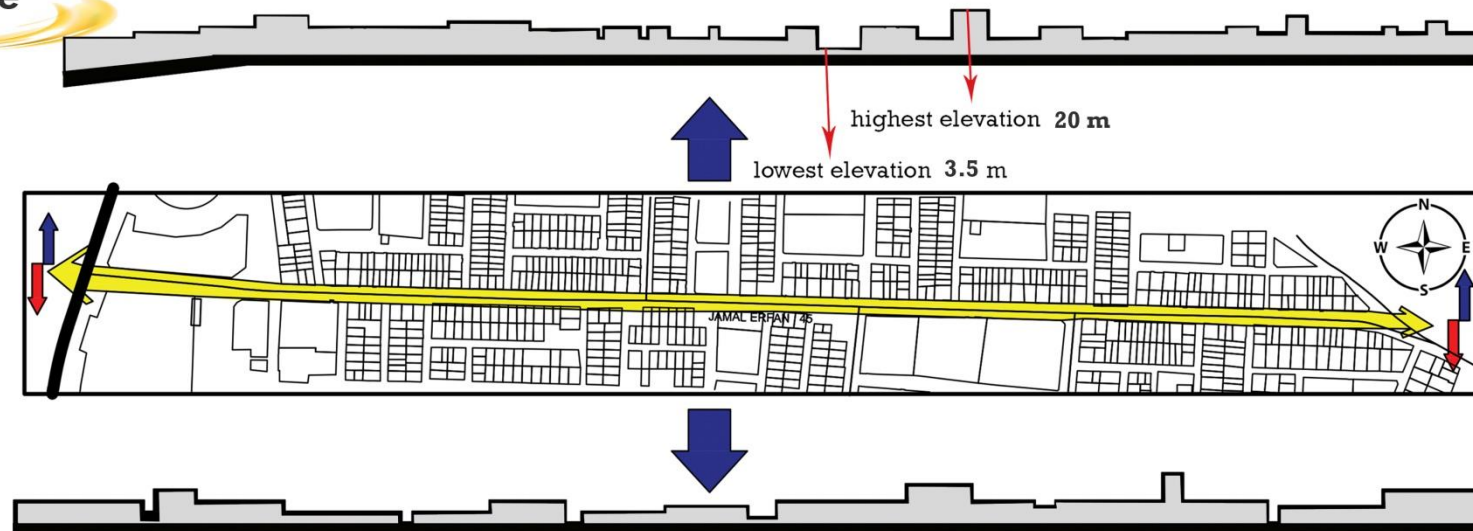 e
highest elevation 20 m
lowest elevation 3.5 m
N
W E
S
JAMAL ERFAN 45